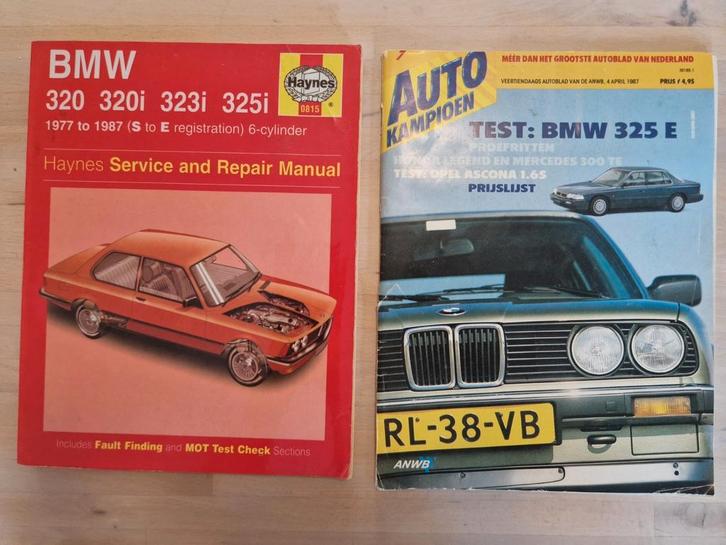 BMW
320 320i 323i 325i
1977 to 1987 (S to E registration) 6-cylinder
Haynes
0815
Haynes Service and Repair Manual
Includes Fault Finding and MOT Test Check Sections
7
MÉÉR DAN HET GROOTSTE AUTOBLAD VAN NEDERLAND
VEERTIENDAAGS AUTOBLAD VAN DE ANWB, 4 APRIL 1987
PRIJS f 4,95
AUTO
KAMPIOEN
TEST: BMW 325 E
PROEFRITTEN
HONDA LEGEND EN MERCEDES 300 TE
TEST: OPEL ASCONA 1.6S
PRIJSLIJST
RL-38-VB
ANWB